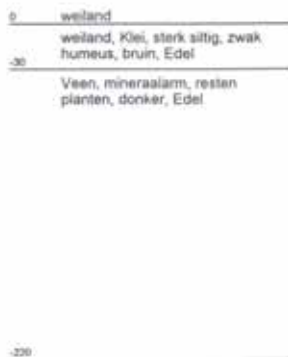 0 weiland
weiland, Klei, sterk siltig, zwak
humeus, bruin, Edel
-30
Veen, mineraalarm, resten
planten, donker, Edel
-220